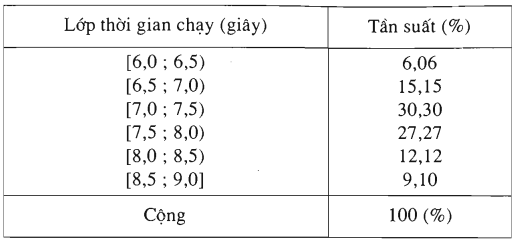 Lớp thời gian chạy (giây) Tần suất (%)
[6,0 ; 6,5) 6,06
[6,5 ; 7,0) 15,15
[7,0 ; 7,5) 30,30
[7,5 ; 8,0) 27,27
[8,0 ; 8,5) 12,12
[8,5 ; 9,0] 9,10
Cộng 100 (%)